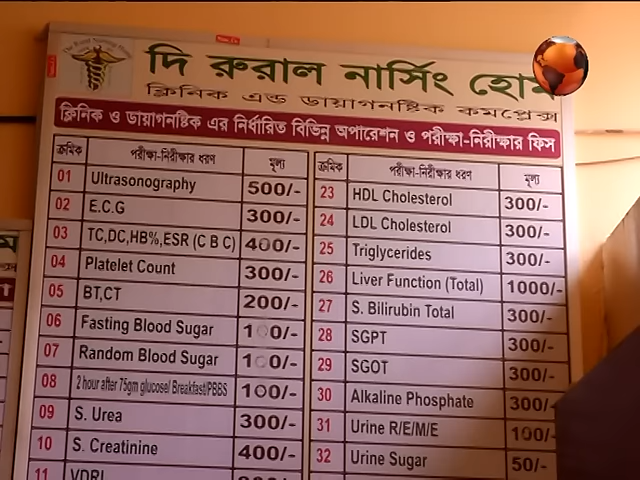 দি রুরাল নার্সিং হোম
ক্লিনিক এন্ড ডায়াগনষ্টিক কমপ্লেক্স
ক্লিনিক ও ডায়াগনষ্টিক এর নির্ধারিত বিভিন্ন অপারেশন ও পরীক্ষা-নিরীক্ষার ফিস
ক্রমিক পরীক্ষা-নিরীক্ষার ধরণ মূল্য
01 Ultrasonography 500/-
02 E.C.G 300/-
03 TC,DC,HB%,ESR (C B C) 400/-
04 Platelet Count 300/-
05 BT,CT 200/-
06 Fasting Blood Sugar 100/-
07 Random Blood Sugar 100/-
08 2 hour after 75gm glucose/ Breakfast/PBBS 100/-
09 S. Urea 300/-
10 S. Creatinine 400/-
11 VDRL
ক্রমিক পরীক্ষা-নিরীক্ষার ধরণ মূল্য
23 HDL Cholesterol 300/-
24 LDL Cholesterol 300/-
25 Triglycerides 300/-
26 Liver Function (Total) 1000/-
27 S. Bilirubin Total 300/-
28 SGPT 300/-
29 SGOT 300/-
30 Alkaline Phosphate 300/-
31 Urine R/E/M/E 100/-
32 Urine Sugar 50/-